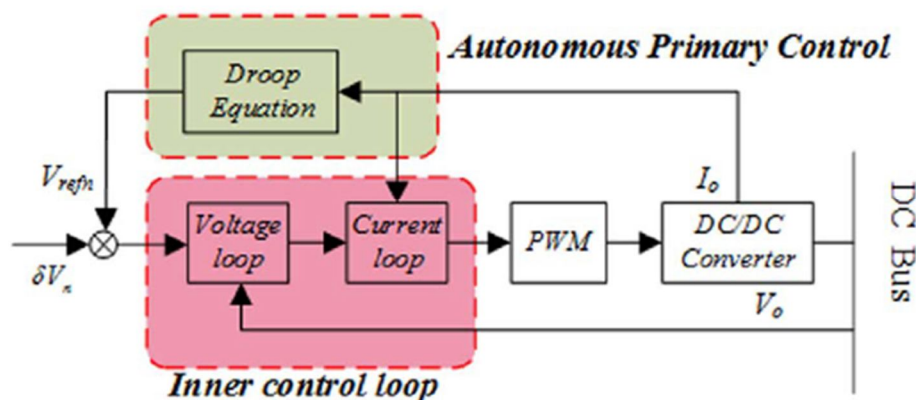 Autonomous Primary Control
Droop
Equation
V_refn
I_o
Voltage
loop
Current
loop
PWM
DC/DC
Converter
δV_n
V_o
DC Bus
Inner control loop